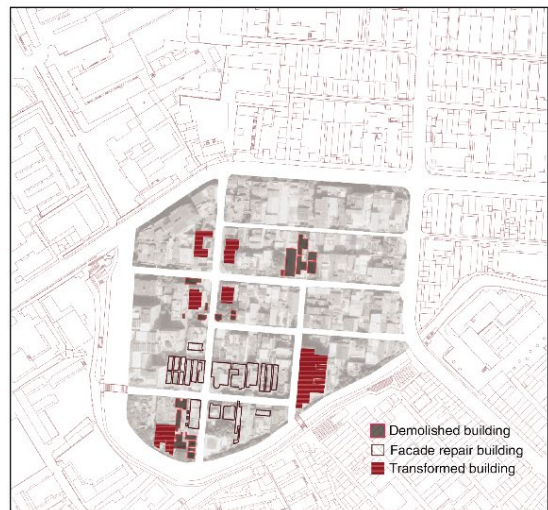 Demolished building
Facade repair building
Transformed building